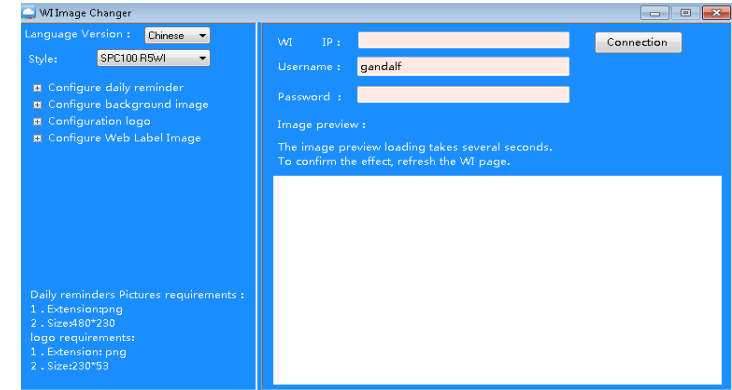 WI Image Changer
Language Version : Chinese
Style: SPC100 R5WI
Configure daily reminder
Configure background image
Configuration logo
Configure Web Label Image
Daily reminders Pictures requirements :
1 . Extension:png
2 . Size:480*230
logo requirements:
1 . Extension: png
2 . Size:230*53
WI IP : Connection
Username : gandalf
Password :
Image preview :
The image preview loading takes several seconds.
To confirm the effect, refresh the WI page.